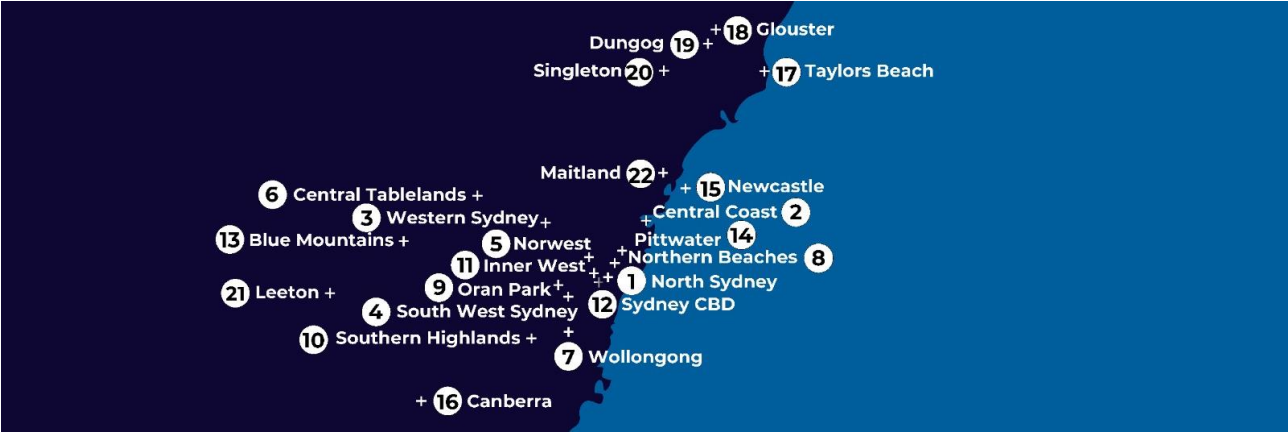 18 Glouster
Dungog 19
Singleton 20
17 Taylors Beach
Maitland 22
15 Newcastle
6 Central Tablelands
Central Coast 2
3 Western Sydney
Pittwater 14
13 Blue Mountains
5 Norwest
Northern Beaches 8
11 Inner West
1 North Sydney
9 Oran Park
21 Leeton
12 Sydney CBD
4 South West Sydney
10 Southern Highlands
7 Wollongong
16 Canberra